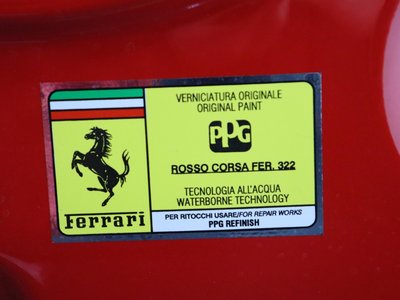 VERNICIATURA ORIGINALE
ORIGINAL PAINT
PPG
ROSSO CORSA FER. 322
TECNOLOGIA ALL'ACQUA
WATERBORNE TECHNOLOGY
Ferrari
PER RITOCCHI USARE/FOR REPAIR WORKS
PPG REFINISH